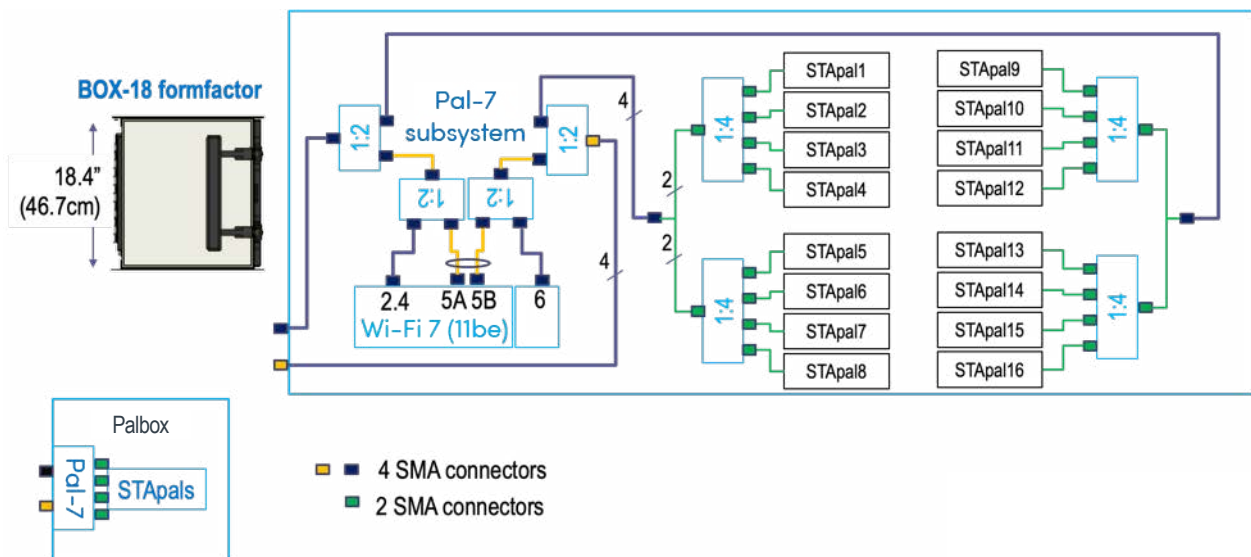 BOX-18 formfactor
18.4”
(46.7cm)
Pal-7
subsystem
1:2
1:2
1:2
1:2
2.4
5A
5B
6
Wi-Fi 7 (11be)
4
4
2
2
1:4
STApal1
STApal2
STApal3
STApal4
1:4
STApal5
STApal6
STApal7
STApal8
STApal9
STApal10
STApal11
STApal12
1:4
STApal13
STApal14
STApal15
STApal16
1:4
Palbox
Pal-7
STApals
4 SMA connectors
2 SMA connectors